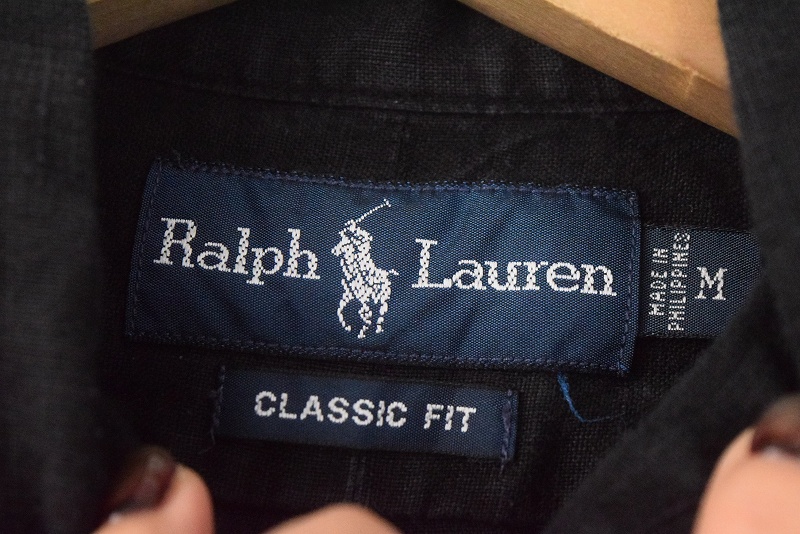 Ralph Lauren
MADE IN
PHILIPPINES
M
CLASSIC FIT